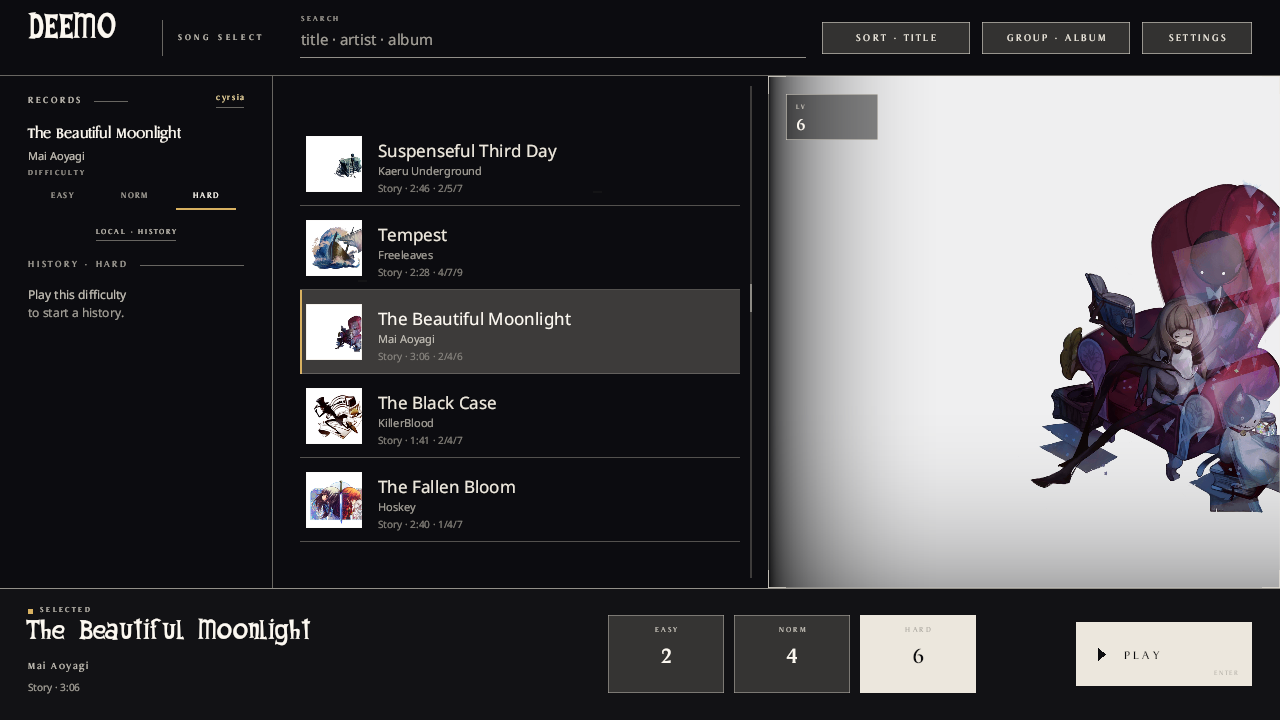 DEEMO
SONG SELECT
SEARCH
title · artist · album
SORT · TITLE
GROUP · ALBUM
SETTINGS
RECORDS
cyrsia
The Beautiful Moonlight
Mai Aoyagi
DIFFICULTY
EASY
NORM
HARD
LOCAL · HISTORY
HISTORY · HARD
Play this difficulty
to start a history.
Suspenseful Third Day
Kaeru Underground
Story · 2:46 · 2/5/7
Tempest
Freeleaves
Story · 2:28 · 4/7/9
The Beautiful Moonlight
Mai Aoyagi
Story · 3:06 · 2/4/6
The Black Case
KillerBlood
Story · 1:41 · 2/4/7
The Fallen Bloom
Hoskey
Story · 2:40 · 1/4/7
LV
6
SELECTED
The Beautiful Moonlight
Mai Aoyagi
Story · 3:06
EASY
2
NORM
4
HARD
6
PLAY
ENTER